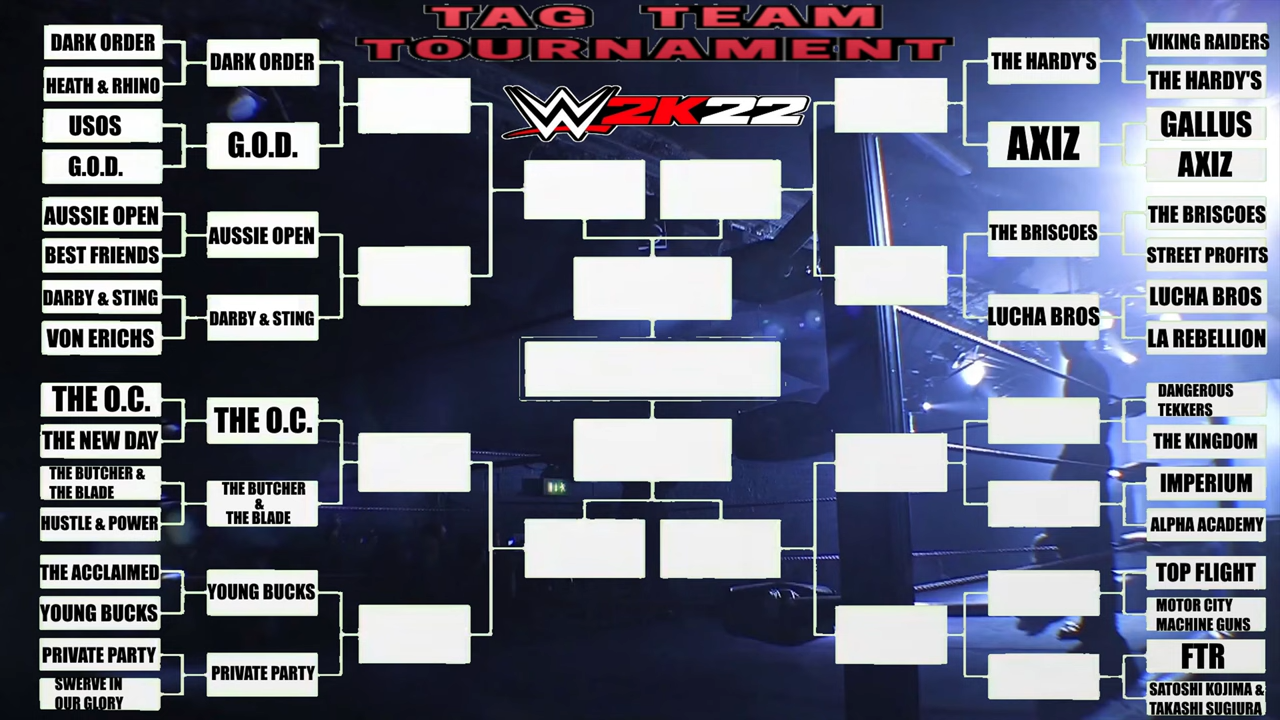 TAG TEAM
TOURNAMENT
WW 2K22
DARK ORDER
HEATH & RHINO
USOS
G.O.D.
AUSSIE OPEN
BEST FRIENDS
DARBY & STING
VON ERICHS
THE O.C.
THE NEW DAY
THE BUTCHER &
THE BLADE
HUSTLE & POWER
THE ACCLAIMED
YOUNG BUCKS
PRIVATE PARTY
SWERVE IN
OUR GLORY
DARK ORDER
G.O.D.
AUSSIE OPEN
DARBY & STING
THE O.C.
THE BUTCHER
&
THE BLADE
YOUNG BUCKS
PRIVATE PARTY
THE HARDY'S
AXIZ
THE BRISCOES
LUCHA BROS
VIKING RAIDERS
THE HARDY'S
GALLUS
AXIZ
THE BRISCOES
STREET PROFITS
LUCHA BROS
LA REBELLION
DANGEROUS
TEKKERS
THE KINGDOM
IMPERIUM
ALPHA ACADEMY
TOP FLIGHT
MOTOR CITY
MACHINE GUNS
FTR
SATOSHI KOJIMA &
TAKASHI SUGIURA